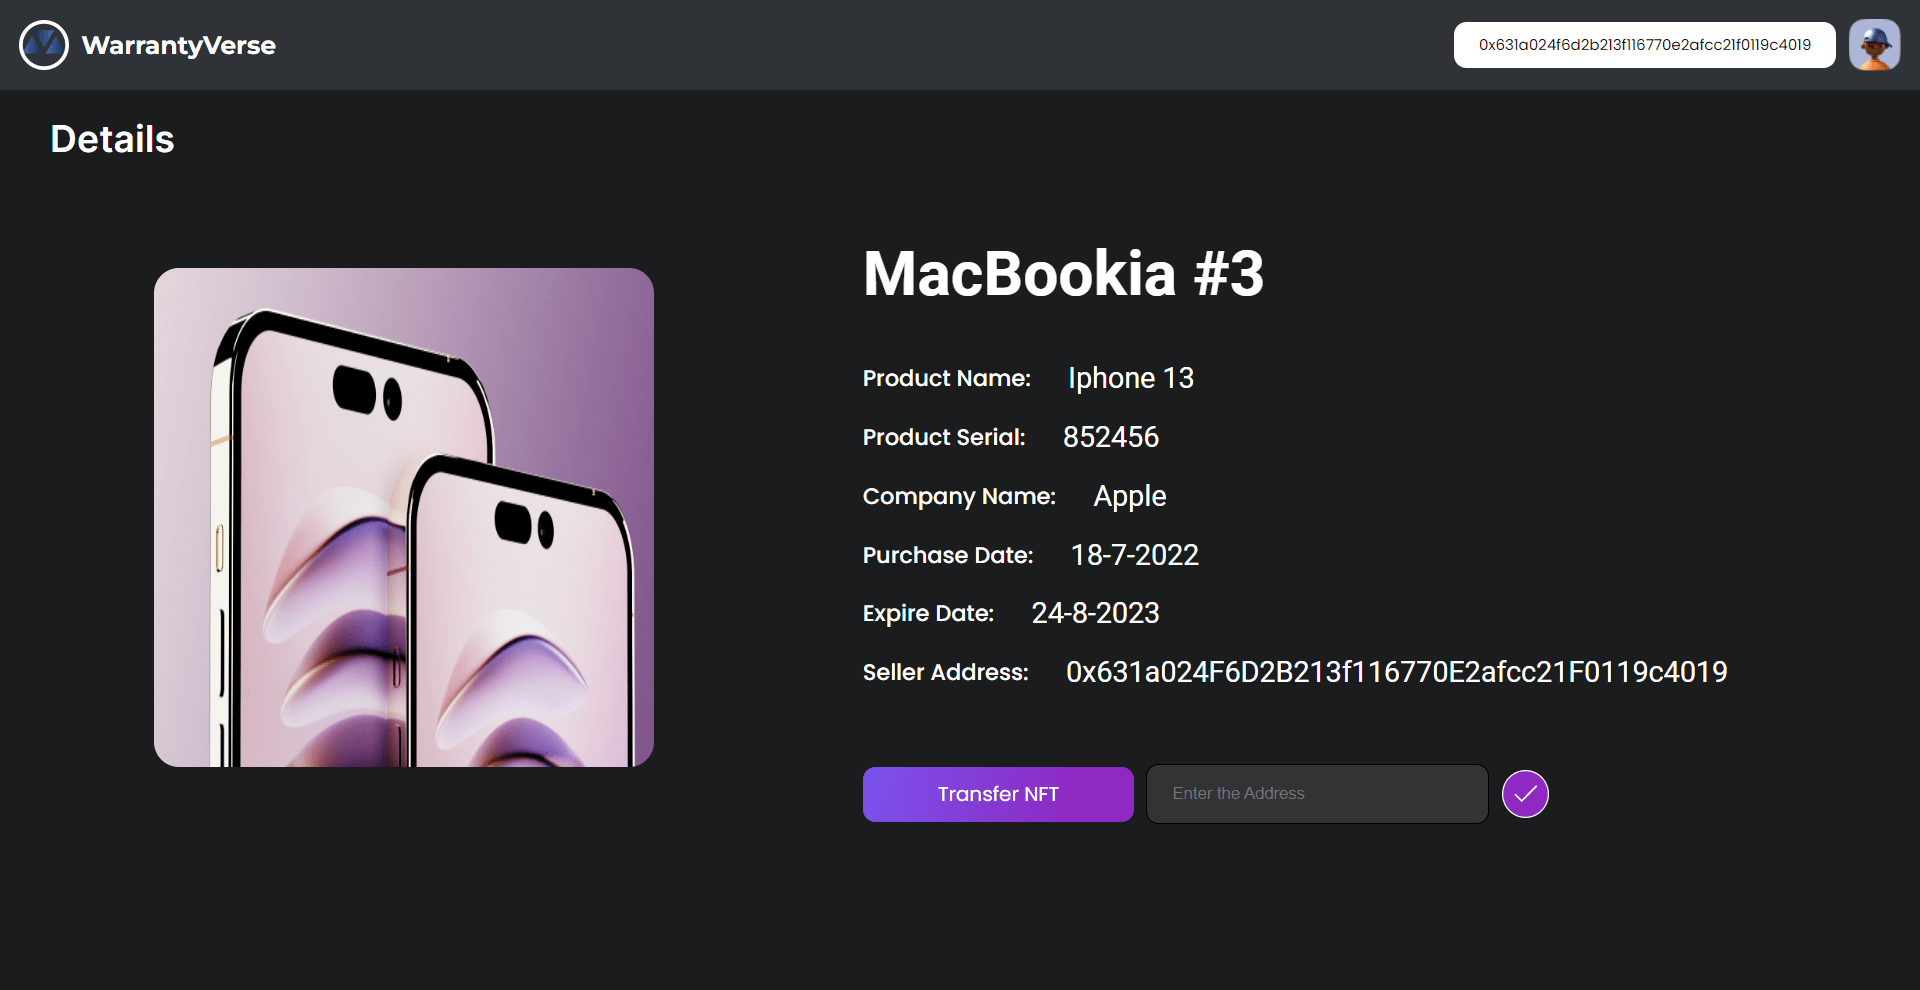 WarrantyVerse
0x631a024f6d2b213f116770e2afcc21f0119c4019
Details
MacBookia #3
Product Name: Iphone 13
Product Serial: 852456
Company Name: Apple
Purchase Date: 18-7-2022
Expire Date: 24-8-2023
Seller Address: 0x631a024F6D2B213f116770E2afcc21F0119c4019
Transfer NFT
Enter the Address